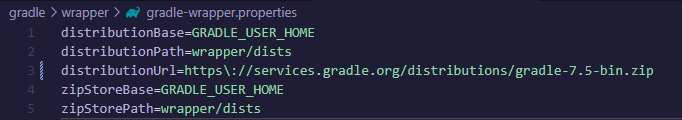 gradle > wrapper > gradle-wrapper.properties
1 distributionBase=GRADLE_USER_HOME
2 distributionPath=wrapper/dists
3 distributionUrl=https\://services.gradle.org/distributions/gradle-7.5-bin.zip
4 zipStoreBase=GRADLE_USER_HOME
5 zipStorePath=wrapper/dists